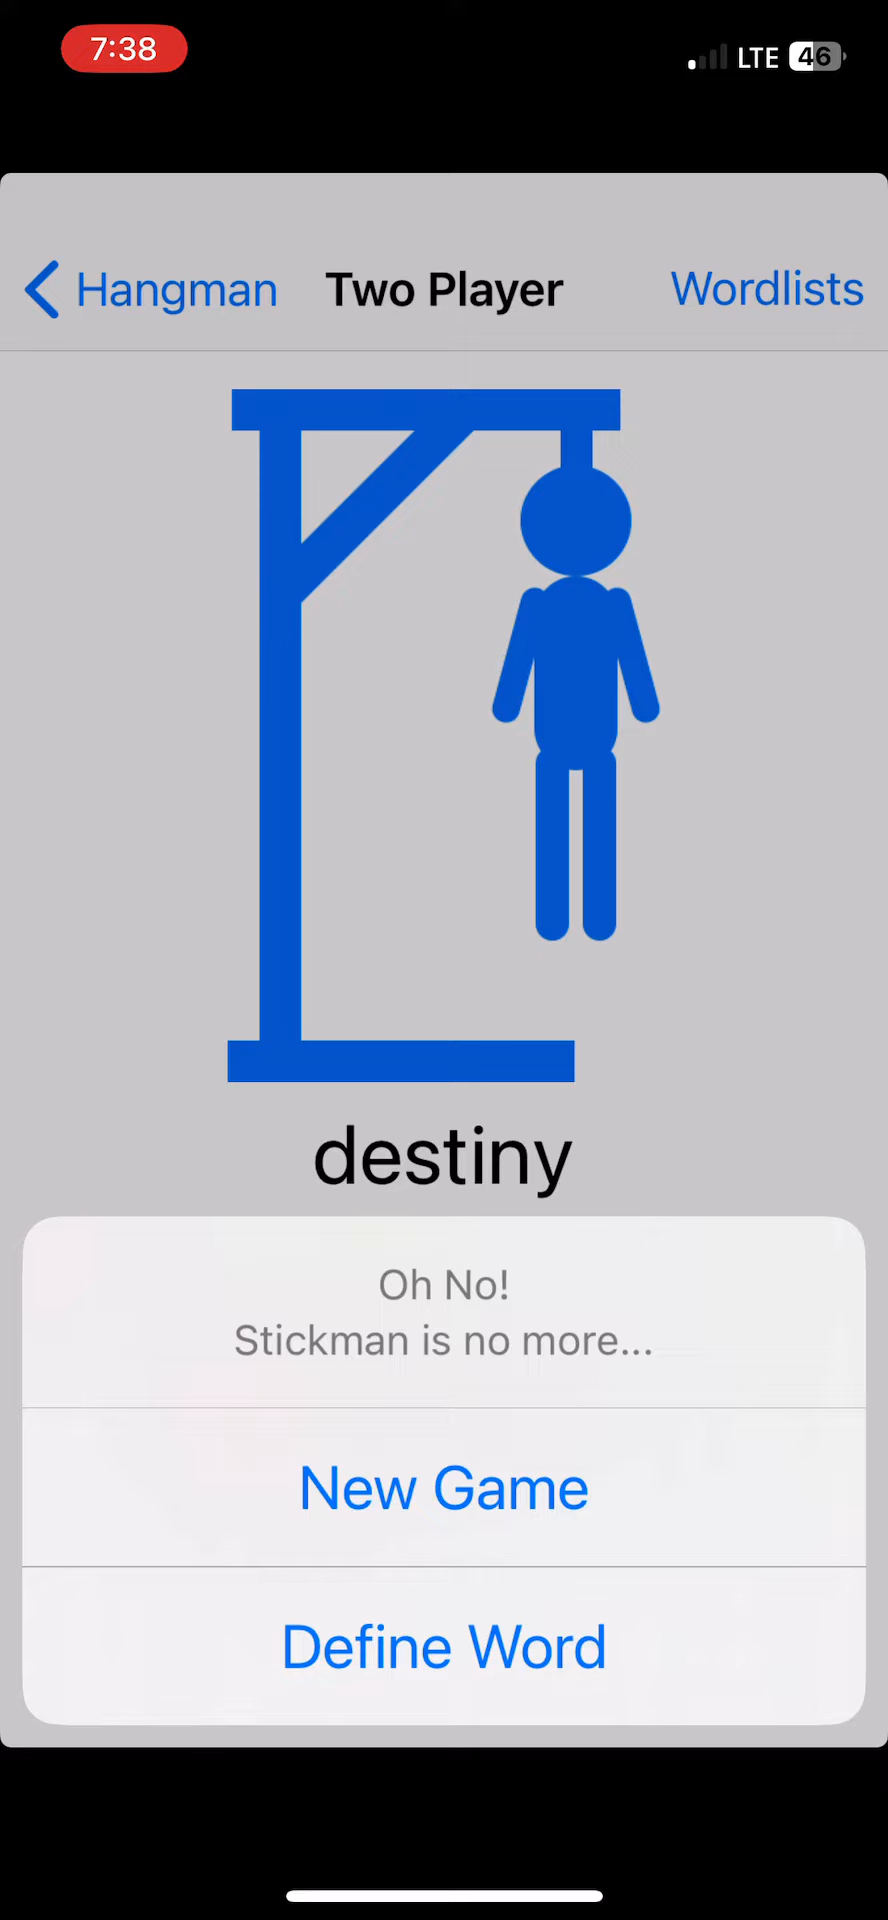 7:38
LTE 46
Hangman Two Player Wordlists
destiny
Oh No!
Stickman is no more...
New Game
Define Word